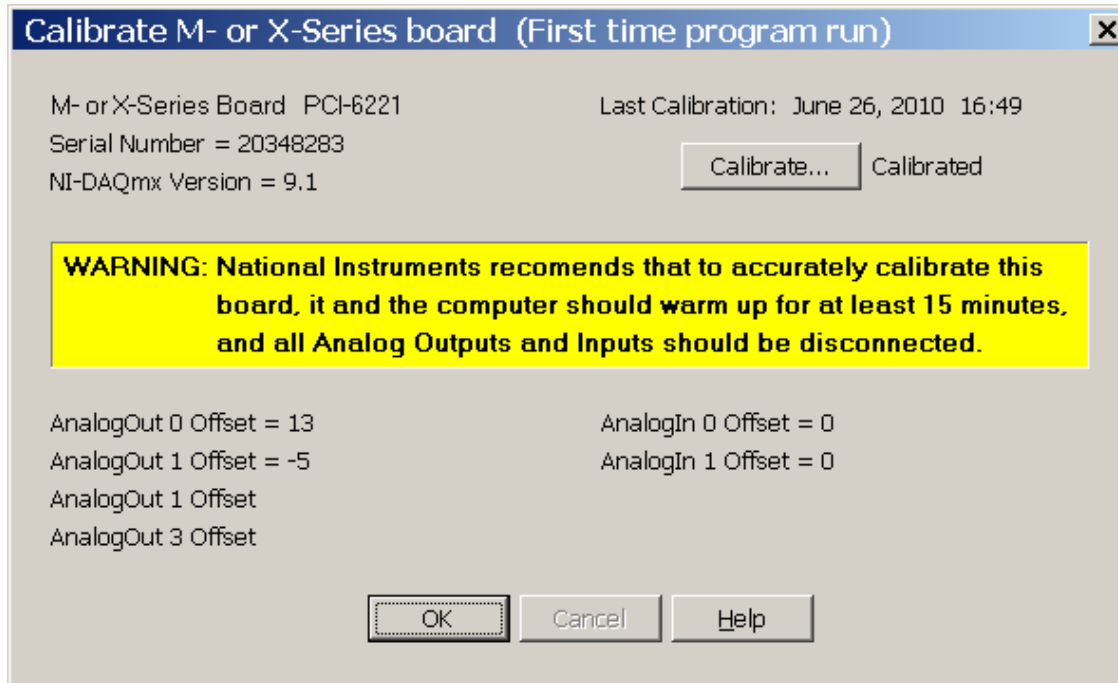 Calibrate M- or X-Series board  (First time program run)
M- or X-Series Board  PCI-6221
Last Calibration:  June 26, 2010  16:49
Serial Number = 20348283
Calibrate...
Calibrated
NI-DAQmx Version = 9.1
WARNING: National Instruments recomends that to accurately calibrate this
board, it and the computer should warm up for at least 15 minutes,
and all Analog Outputs and Inputs should be disconnected.
AnalogOut 0 Offset = 13
AnalogIn 0 Offset = 0
AnalogOut 1 Offset = -5
AnalogIn 1 Offset = 0
AnalogOut 1 Offset
AnalogOut 3 Offset
OK
Cancel
Help